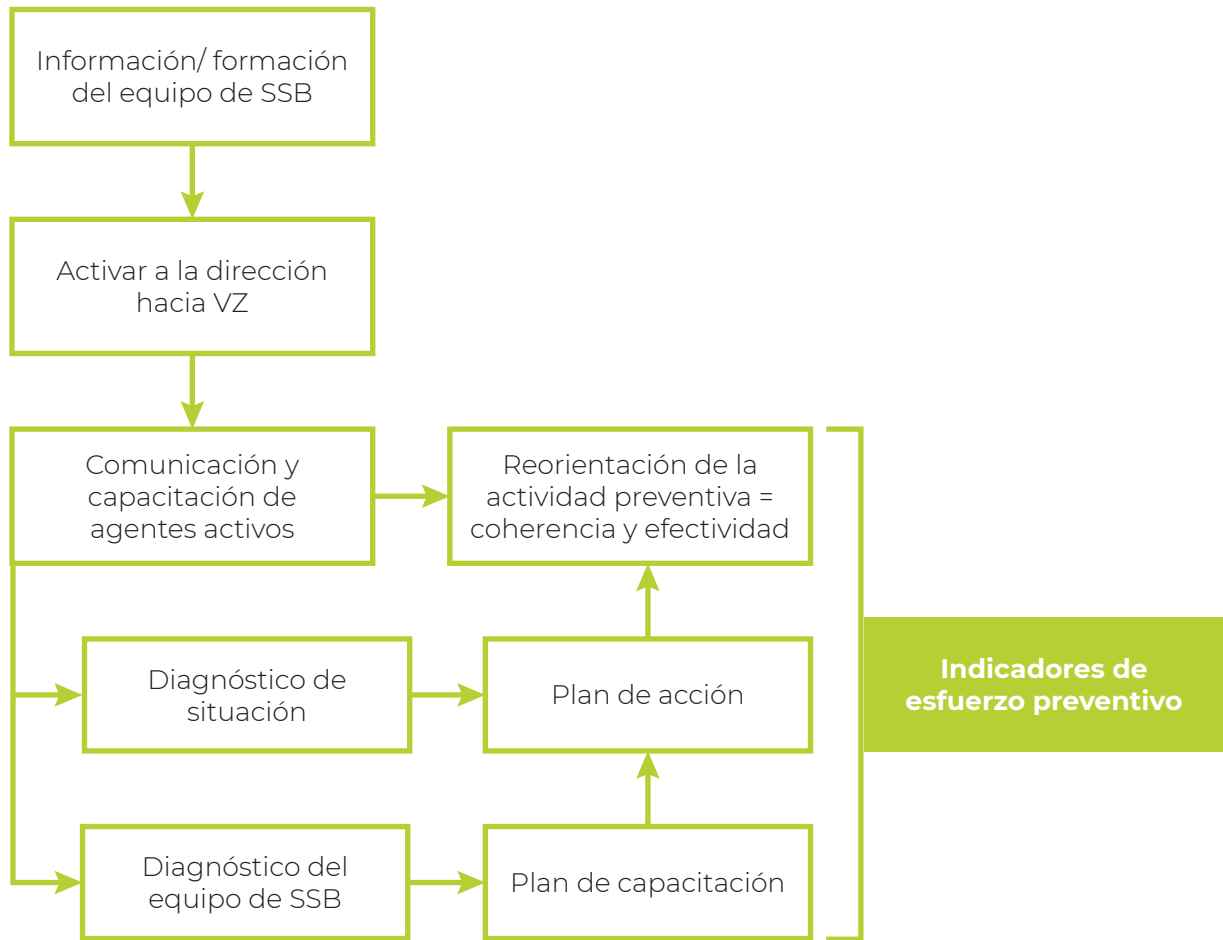 Información/ formación
del equipo de SSB
Activar a la dirección
hacia VZ
Comunicación y
capacitación de
agentes activos
Reorientación de la
actividad preventiva =
coherencia y efectividad
Diagnóstico de
situación
Plan de acción
Indicadores de
esfuerzo preventivo
Diagnóstico del
equipo de SSB
Plan de capacitación